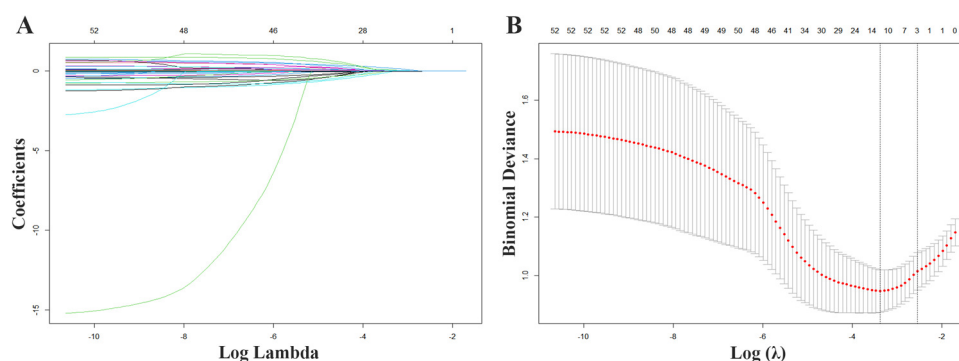 A
52 48 46 28 1
0
-5
-10
-15
Coefficients
-10 -8 -6 -4 -2
Log Lambda
B
52 52 52 52 52 48 50 48 48 49 49 50 48 46 41 34 30 29 24 14 10 7 3 1 1 0
1.6
1.4
1.2
1.0
Binomial Deviance
-10 -8 -6 -4 -2
Log (λ)